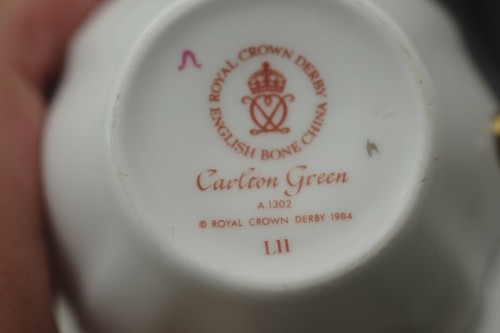 ROYAL CROWN DERBY
ENGLISH BONE CHINA
Carlton Green
A.1302
© ROYAL CROWN DERBY 1984
LII